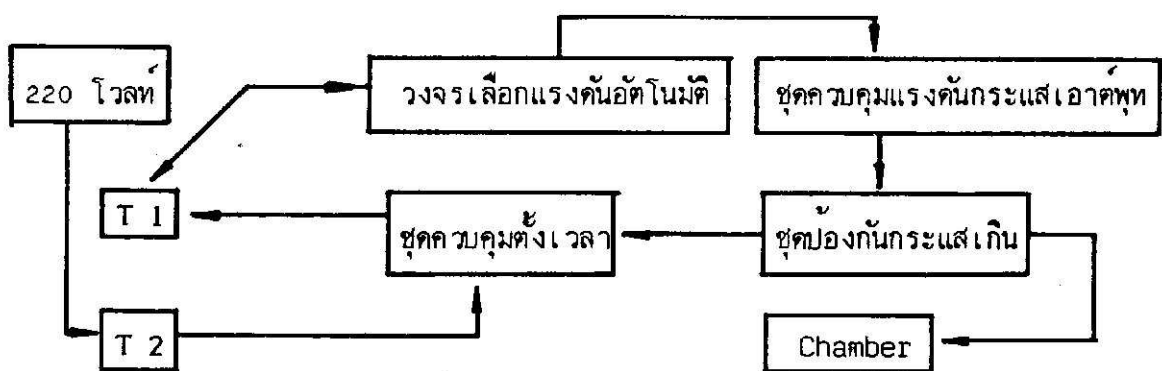 220 โวลท์
วงจรเลือกแรงดันอัตโนมัติ
ชุดควบคุมแรงดันกระแสเอาต์พุท
T 1
ชุดควบคุมตั้งเวลา
ชุดป้องกันกระแสเกิน
T 2
Chamber